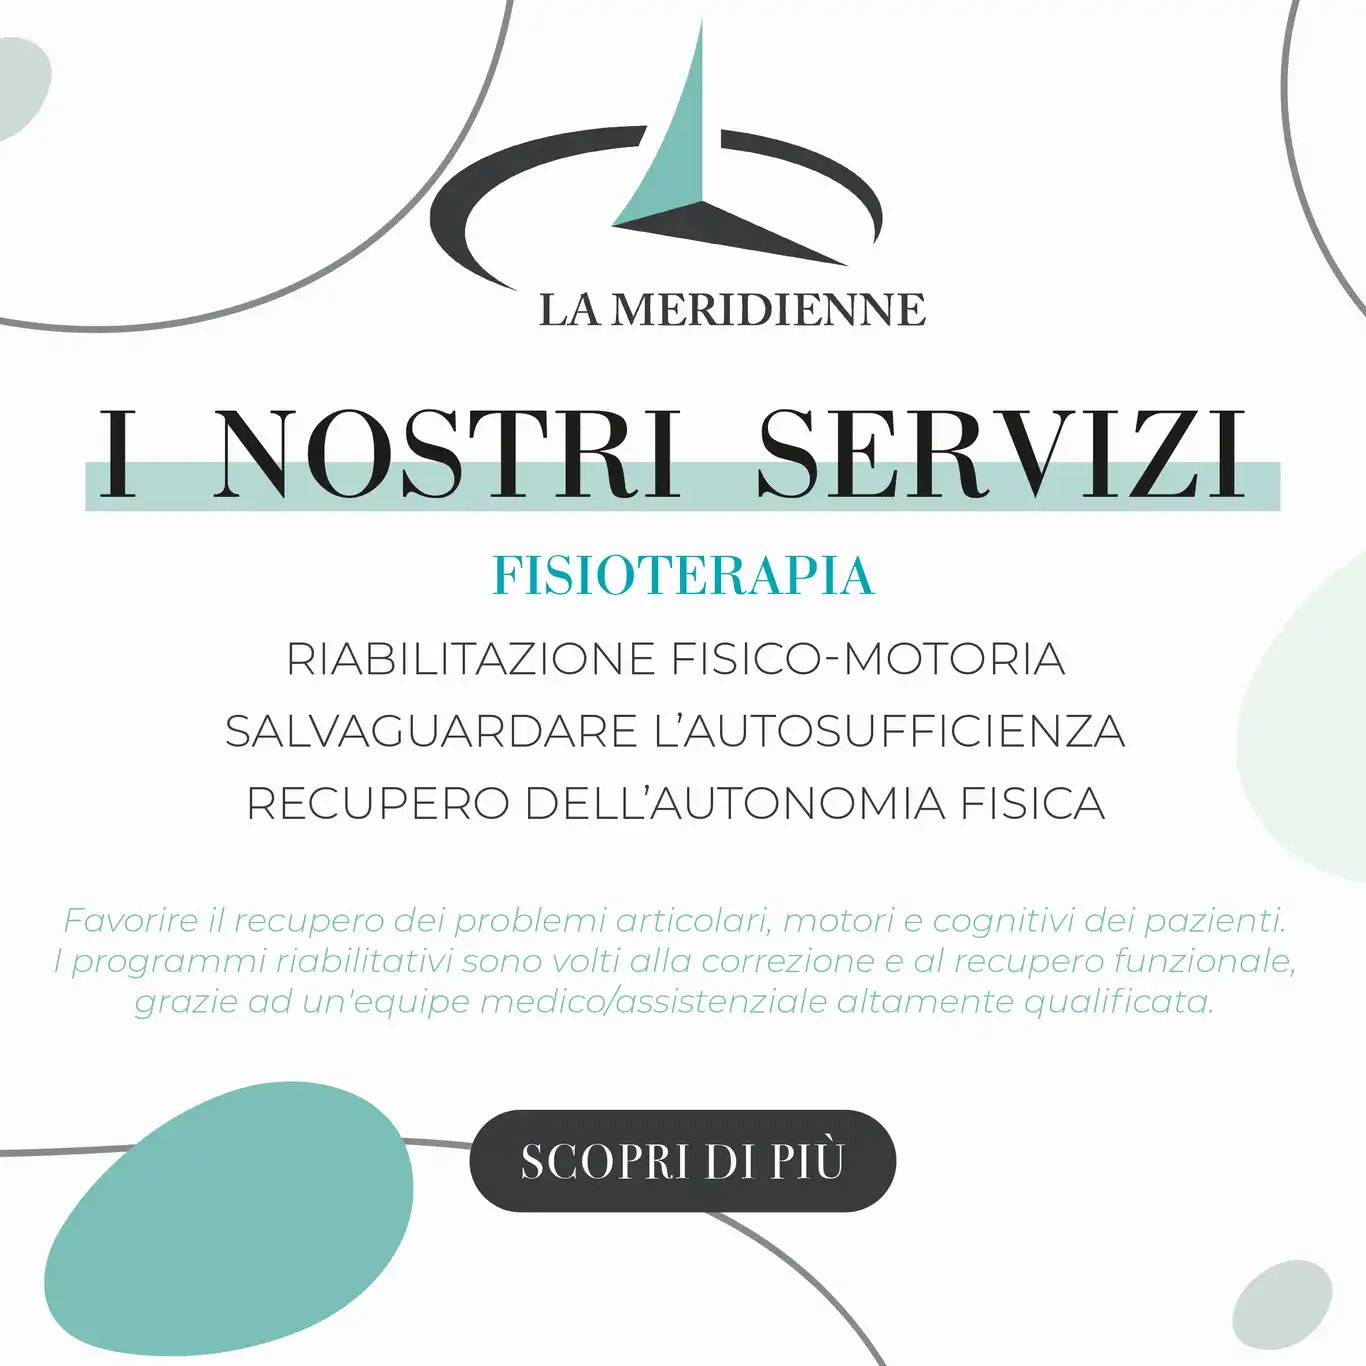 LA MERIDIENNE
I NOSTRI SERVIZI
FISIOTERAPIA
RIABILITAZIONE FISICO-MOTORIA
SALVAGUARDARE L’AUTOSUFFICIENZA
RECUPERO DELL’AUTONOMIA FISICA
Favorire il recupero dei problemi articolari, motori e cognitivi dei pazienti.
I programmi riabilitativi sono volti alla correzione e al recupero funzionale,
grazie ad un'equipe medico/assistenziale altamente qualificata.
SCOPRI DI PIÙ